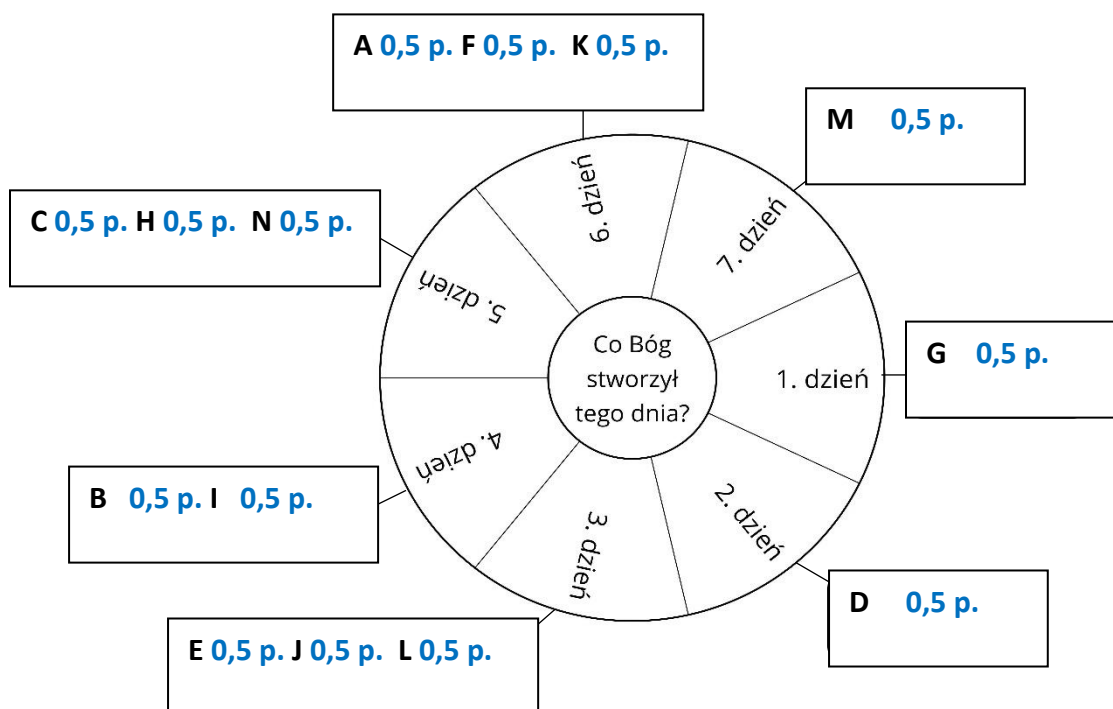 A 0,5 p. F 0,5 p. K 0,5 p.
M 0,5 p.
C 0,5 p. H 0,5 p. N 0,5 p.
6. dzień
7. dzień
5. dzień
Co Bóg
stworzył
tego dnia?
1. dzień
G 0,5 p.
4. dzień
B 0,5 p. I 0,5 p.
3. dzień
2. dzień
D 0,5 p.
E 0,5 p. J 0,5 p. L 0,5 p.